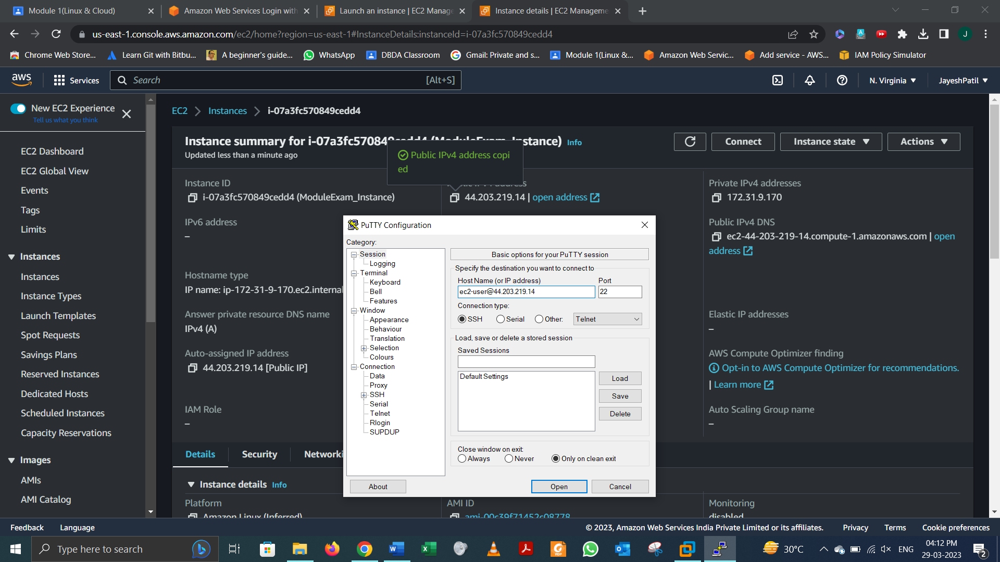 Module 1(Linux & Cloud)
Amazon Web Services Login with
Launch an instance | EC2 Manage
Instance details | EC2 Manageme
us-east-1.console.aws.amazon.com/ec2/home?region=us-east-1#InstanceDetails:instanceId=i-07a3fc570849cedd4
J
Chrome Web Store...
Learn Git with Bitbu...
A beginner's guide...
WhatsApp
DBDA Classroom
Gmail: Private and s...
Module 1(Linux &...
Amazon Web Servic...
Add service - AWS...
IAM Policy Simulator
aws
Services
Search
[Alt+S]
N. Virginia
JayeshPatil
New EC2 Experience
Tell us what you think
EC2 Dashboard
EC2 Global View
Events
Tags
Limits
Instances
Instances
Instance Types
Launch Templates
Spot Requests
Savings Plans
Reserved Instances
Dedicated Hosts
Scheduled Instances
Capacity Reservations
Images
AMIs
AMI Catalog
EC2 > Instances > i-07a3fc570849cedd4
Instance summary for i-07a3fc570849cedd4 (ModuleExam_Instance) Info
Updated less than a minute ago
Connect
Instance state
Actions
Public IPv4 address copi
ed
Instance ID
i-07a3fc570849cedd4 (ModuleExam_Instance)
44.203.219.14 | open address
Private IPv4 addresses
172.31.9.170
IPv6 address
–
Public IPv4 DNS
ec2-44-203-219-14.compute-1.amazonaws.com | open
address
Hostname type
IP name: ip-172-31-9-170.ec2.internal
Answer private resource DNS name
IPv4 (A)
Elastic IP addresses
–
Auto-assigned IP address
44.203.219.14 [Public IP]
AWS Compute Optimizer finding
Opt-in to AWS Compute Optimizer for recommendations.
| Learn more
IAM Role
–
Auto Scaling Group name
–
Details
Security
Networki
Instance details Info
Platform
Amazon Linux (Inferred)
AMI ID
ami-00c39f71452c08778
Monitoring
disabled
PuTTY Configuration
Category:
Session
Logging
Terminal
Keyboard
Bell
Features
Window
Appearance
Behaviour
Translation
Selection
Colours
Connection
Data
Proxy
SSH
Serial
Telnet
Rlogin
SUPDUP
Basic options for your PuTTY session
Specify the destination you want to connect to
Host Name (or IP address)
Port
ec2-user@44.203.219.14
22
Connection type:
SSH
Serial
Other:
Telnet
Load, save or delete a stored session
Saved Sessions
Default Settings
Load
Save
Delete
Close window on exit:
Always
Never
Only on clean exit
About
Open
Cancel
Feedback
Language
© 2023, Amazon Web Services India Private Limited or its affiliates.
Privacy
Terms
Cookie preferences
Type here to search
30°C
ENG
04:12 PM
29-03-2023
2